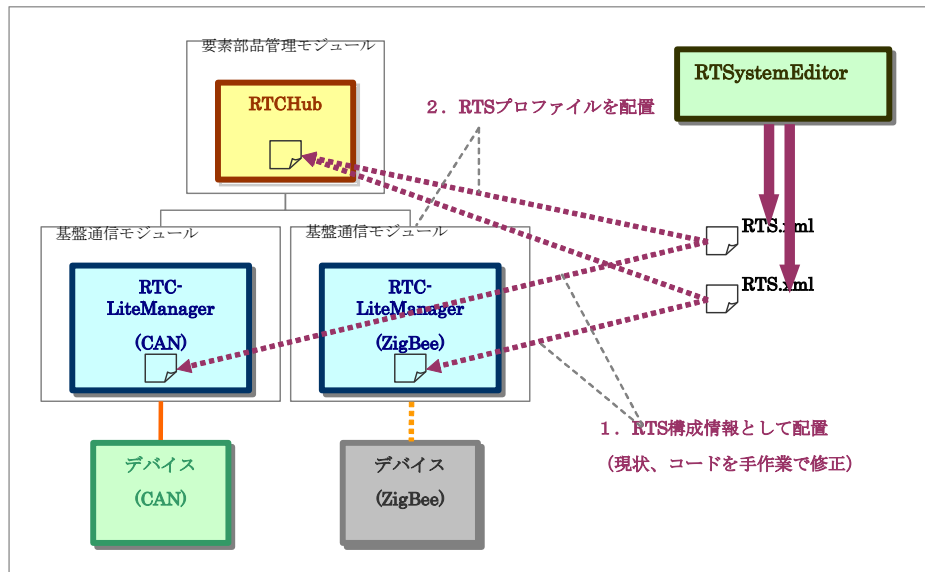 要素部品管理モジュール
RTSystemEditor
RTCHub
２．RTSプロファイルを配置
RTS.xml
基盤通信モジュール
基盤通信モジュール
RTC-
LiteManager
(CAN)
RTC-
LiteManager
(ZigBee)
RTS.xml
１．RTS構成情報として配置
（現状、コードを手作業で修正）
デバイス
(CAN)
デバイス
(ZigBee)